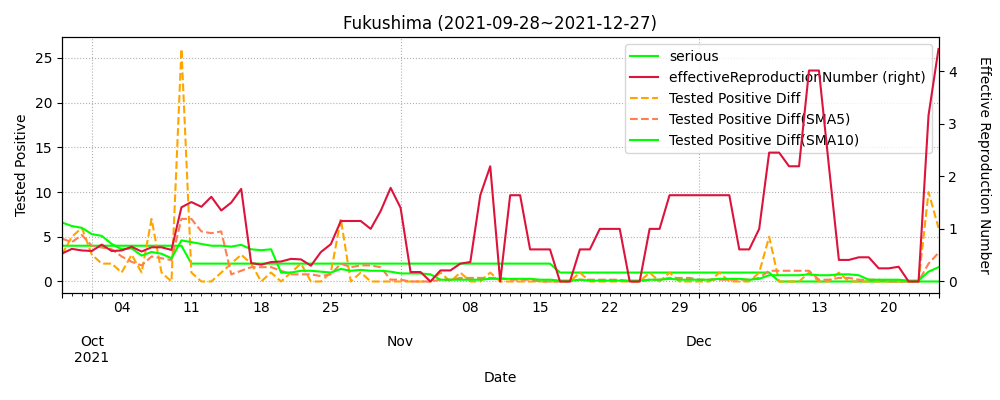 Fukushima (2021-09-28~2021-12-27)
25
20
15
10
5
0
Tested Positive
4
3
2
1
0
Effective Reproduction Number
serious
effectiveReproductionNumber (right)
Tested Positive Diff
Tested Positive Diff(SMA5)
Tested Positive Diff(SMA10)
04 11 18 25 08 15 22 29 06 13 20
Oct Nov Dec
2021
Date